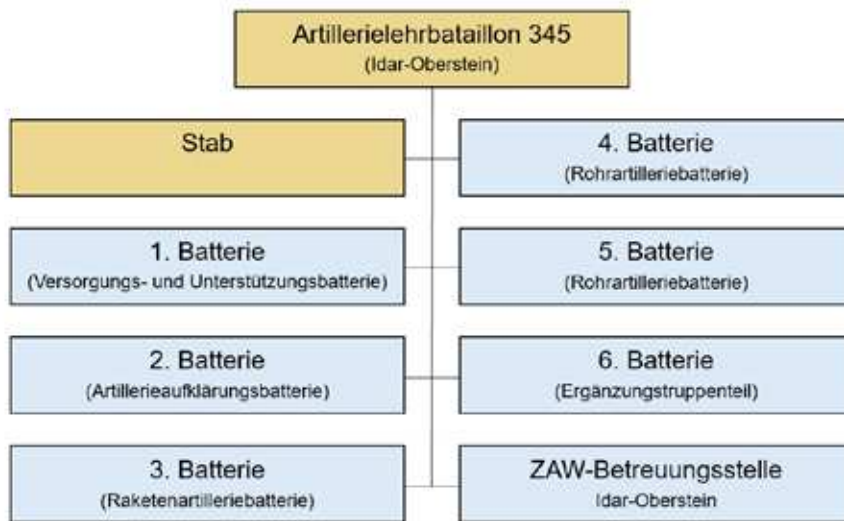 Artillerielehrbataillon 345
(Idar-Oberstein)
Stab
1. Batterie
(Versorgungs- und Unterstützungsbatterie)
2. Batterie
(Artillerieaufklärungsbatterie)
3. Batterie
(Raketenartilleriebatterie)
4. Batterie
(Rohrartilleriebatterie)
5. Batterie
(Rohrartilleriebatterie)
6. Batterie
(Ergänzungstruppenteil)
ZAW-Betreuungsstelle
Idar-Oberstein